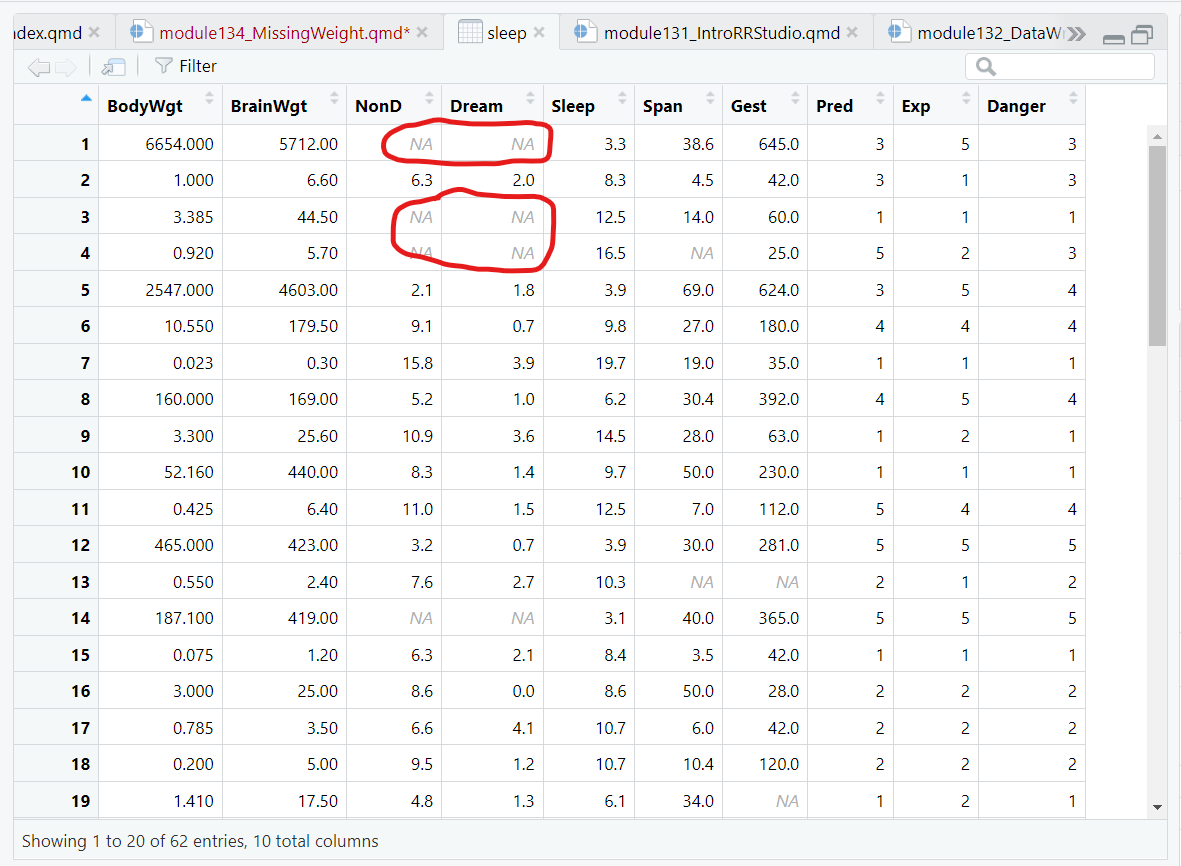 ndex.qmd module134_MissingWeight.qmd* sleep module131_IntroRRStudio.qmd module132_DataW
Filter
BodyWgt BrainWgt NonD Dream Sleep Span Gest Pred Exp Danger
1 6654.000 5712.00 NA NA 3.3 38.6 645.0 3 5 3
2 1.000 6.60 6.3 2.0 8.3 4.5 42.0 3 1 3
3 3.385 44.50 NA NA 12.5 14.0 60.0 1 1 1
4 0.920 5.70 NA NA 16.5 NA 25.0 5 2 3
5 2547.000 4603.00 2.1 1.8 3.9 69.0 624.0 3 5 4
6 10.550 179.50 9.1 0.7 9.8 27.0 180.0 4 4 4
7 0.023 0.30 15.8 3.9 19.7 19.0 35.0 1 1 1
8 160.000 169.00 5.2 1.0 6.2 30.4 392.0 4 5 4
9 3.300 25.60 10.9 3.6 14.5 28.0 63.0 1 2 1
10 52.160 440.00 8.3 1.4 9.7 50.0 230.0 1 1 1
11 0.425 6.40 11.0 1.5 12.5 7.0 112.0 5 4 4
12 465.000 423.00 3.2 0.7 3.9 30.0 281.0 5 5 5
13 0.550 2.40 7.6 2.7 10.3 NA NA 2 1 2
14 187.100 419.00 NA NA 3.1 40.0 365.0 5 5 5
15 0.075 1.20 6.3 2.1 8.4 3.5 42.0 1 1 1
16 3.000 25.00 8.6 0.0 8.6 50.0 28.0 2 2 2
17 0.785 3.50 6.6 4.1 10.7 6.0 42.0 2 2 2
18 0.200 5.00 9.5 1.2 10.7 10.4 120.0 2 2 2
19 1.410 17.50 4.8 1.3 6.1 34.0 NA 1 2 1
Showing 1 to 20 of 62 entries, 10 total columns